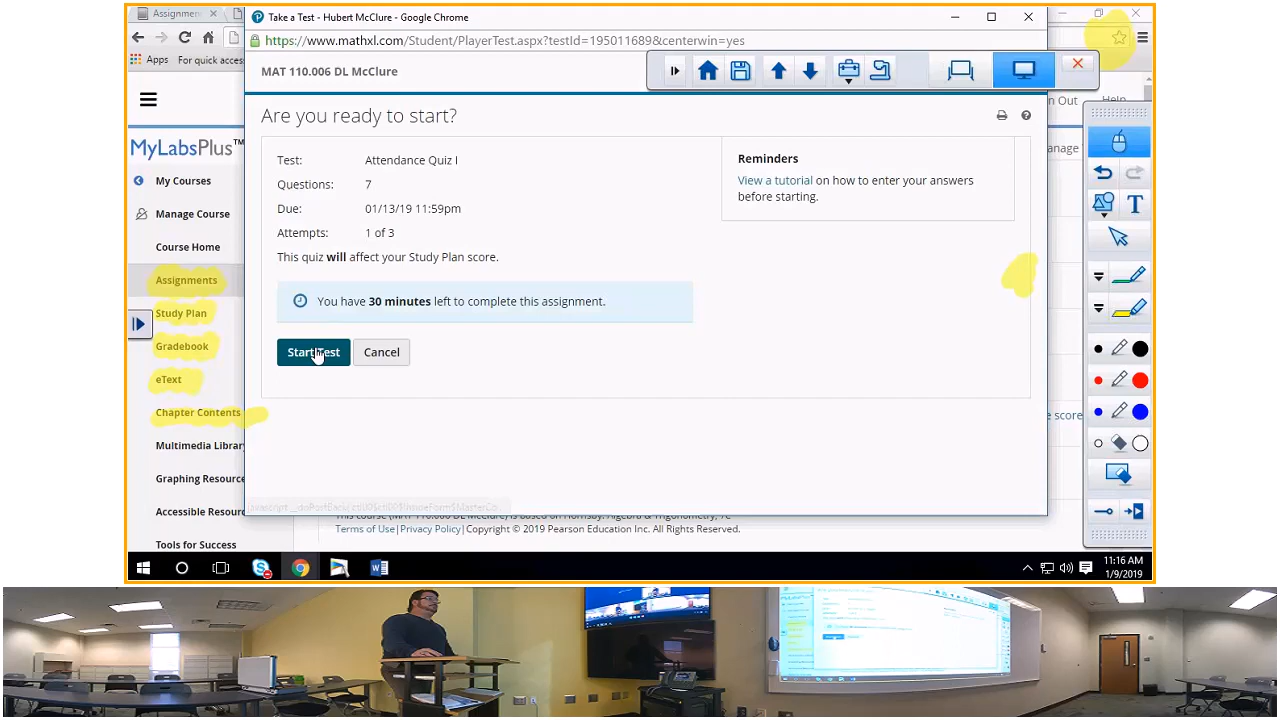 Assignment
Take a Test - Hubert McClure - Google Chrome
https://www.mathxl.com/Student/PlayerTest.aspx?testId=195011689&centerwin=yes
Apps For quick access
MAT 110.006 DL McClure
Out Help
MyLabsPlus™
My Courses
Manage Course
Course Home
Assignments
Study Plan
Gradebook
eText
Chapter Contents
Multimedia Library
Graphing Resource
Accessible Resour
Tools for Success
Are you ready to start?
Test: Attendance Quiz I
Questions: 7
Due: 01/13/19 11:59pm
Attempts: 1 of 3
This quiz will affect your Study Plan score.
You have 30 minutes left to complete this assignment.
Start Test Cancel
Reminders
View a tutorial on how to enter your answers
before starting.
anage
T
e score
Terms of Use|Privacy Policy|Copyright © 2019 Pearson Education Inc. All Rights Reserved.
11:16 AM
1/9/2019